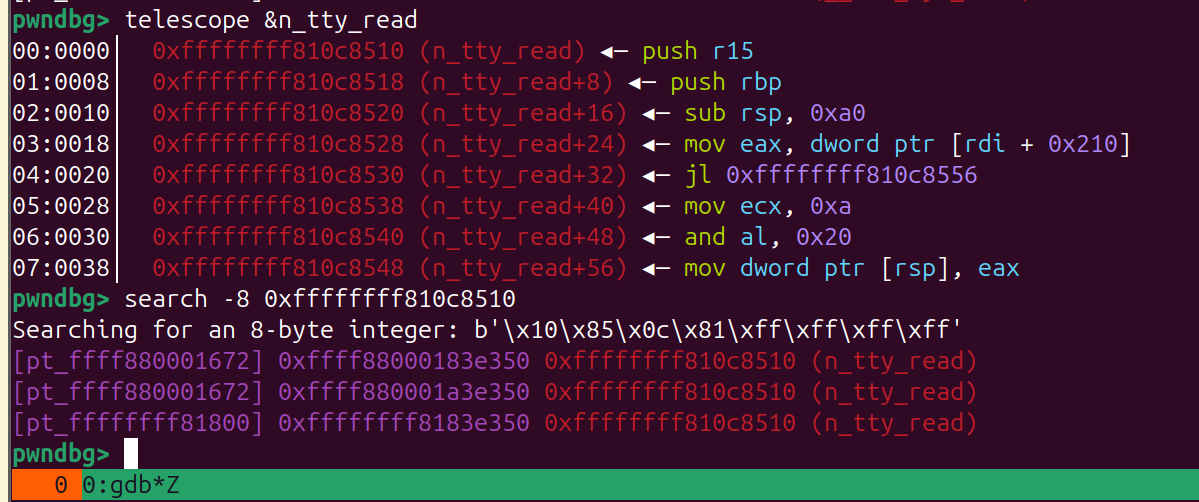 pwndbg> telescope &n_tty_read
00:0000│  0xffffffff810c8510 (n_tty_read) ◂— push r15
01:0008│  0xffffffff810c8518 (n_tty_read+8) ◂— push rbp
02:0010│  0xffffffff810c8520 (n_tty_read+16) ◂— sub rsp, 0xa0
03:0018│  0xffffffff810c8528 (n_tty_read+24) ◂— mov eax, dword ptr [rdi + 0x210]
04:0020│  0xffffffff810c8530 (n_tty_read+32) ◂— jl 0xffffffff810c8556
05:0028│  0xffffffff810c8538 (n_tty_read+40) ◂— mov ecx, 0xa
06:0030│  0xffffffff810c8540 (n_tty_read+48) ◂— and al, 0x20
07:0038│  0xffffffff810c8548 (n_tty_read+56) ◂— mov dword ptr [rsp], eax
pwndbg> search -8 0xffffffff810c8510
Searching for an 8-byte integer: b'\x10\x85\x0c\x81\xff\xff\xff\xff'
[pt_ffff880001672] 0xffff88000183e350 0xffffffff810c8510 (n_tty_read)
[pt_ffff880001672] 0xffff880001a3e350 0xffffffff810c8510 (n_tty_read)
[pt_ffffffff81800] 0xffffffff8183e350 0xffffffff810c8510 (n_tty_read)
pwndbg>
0 0:gdb*Z